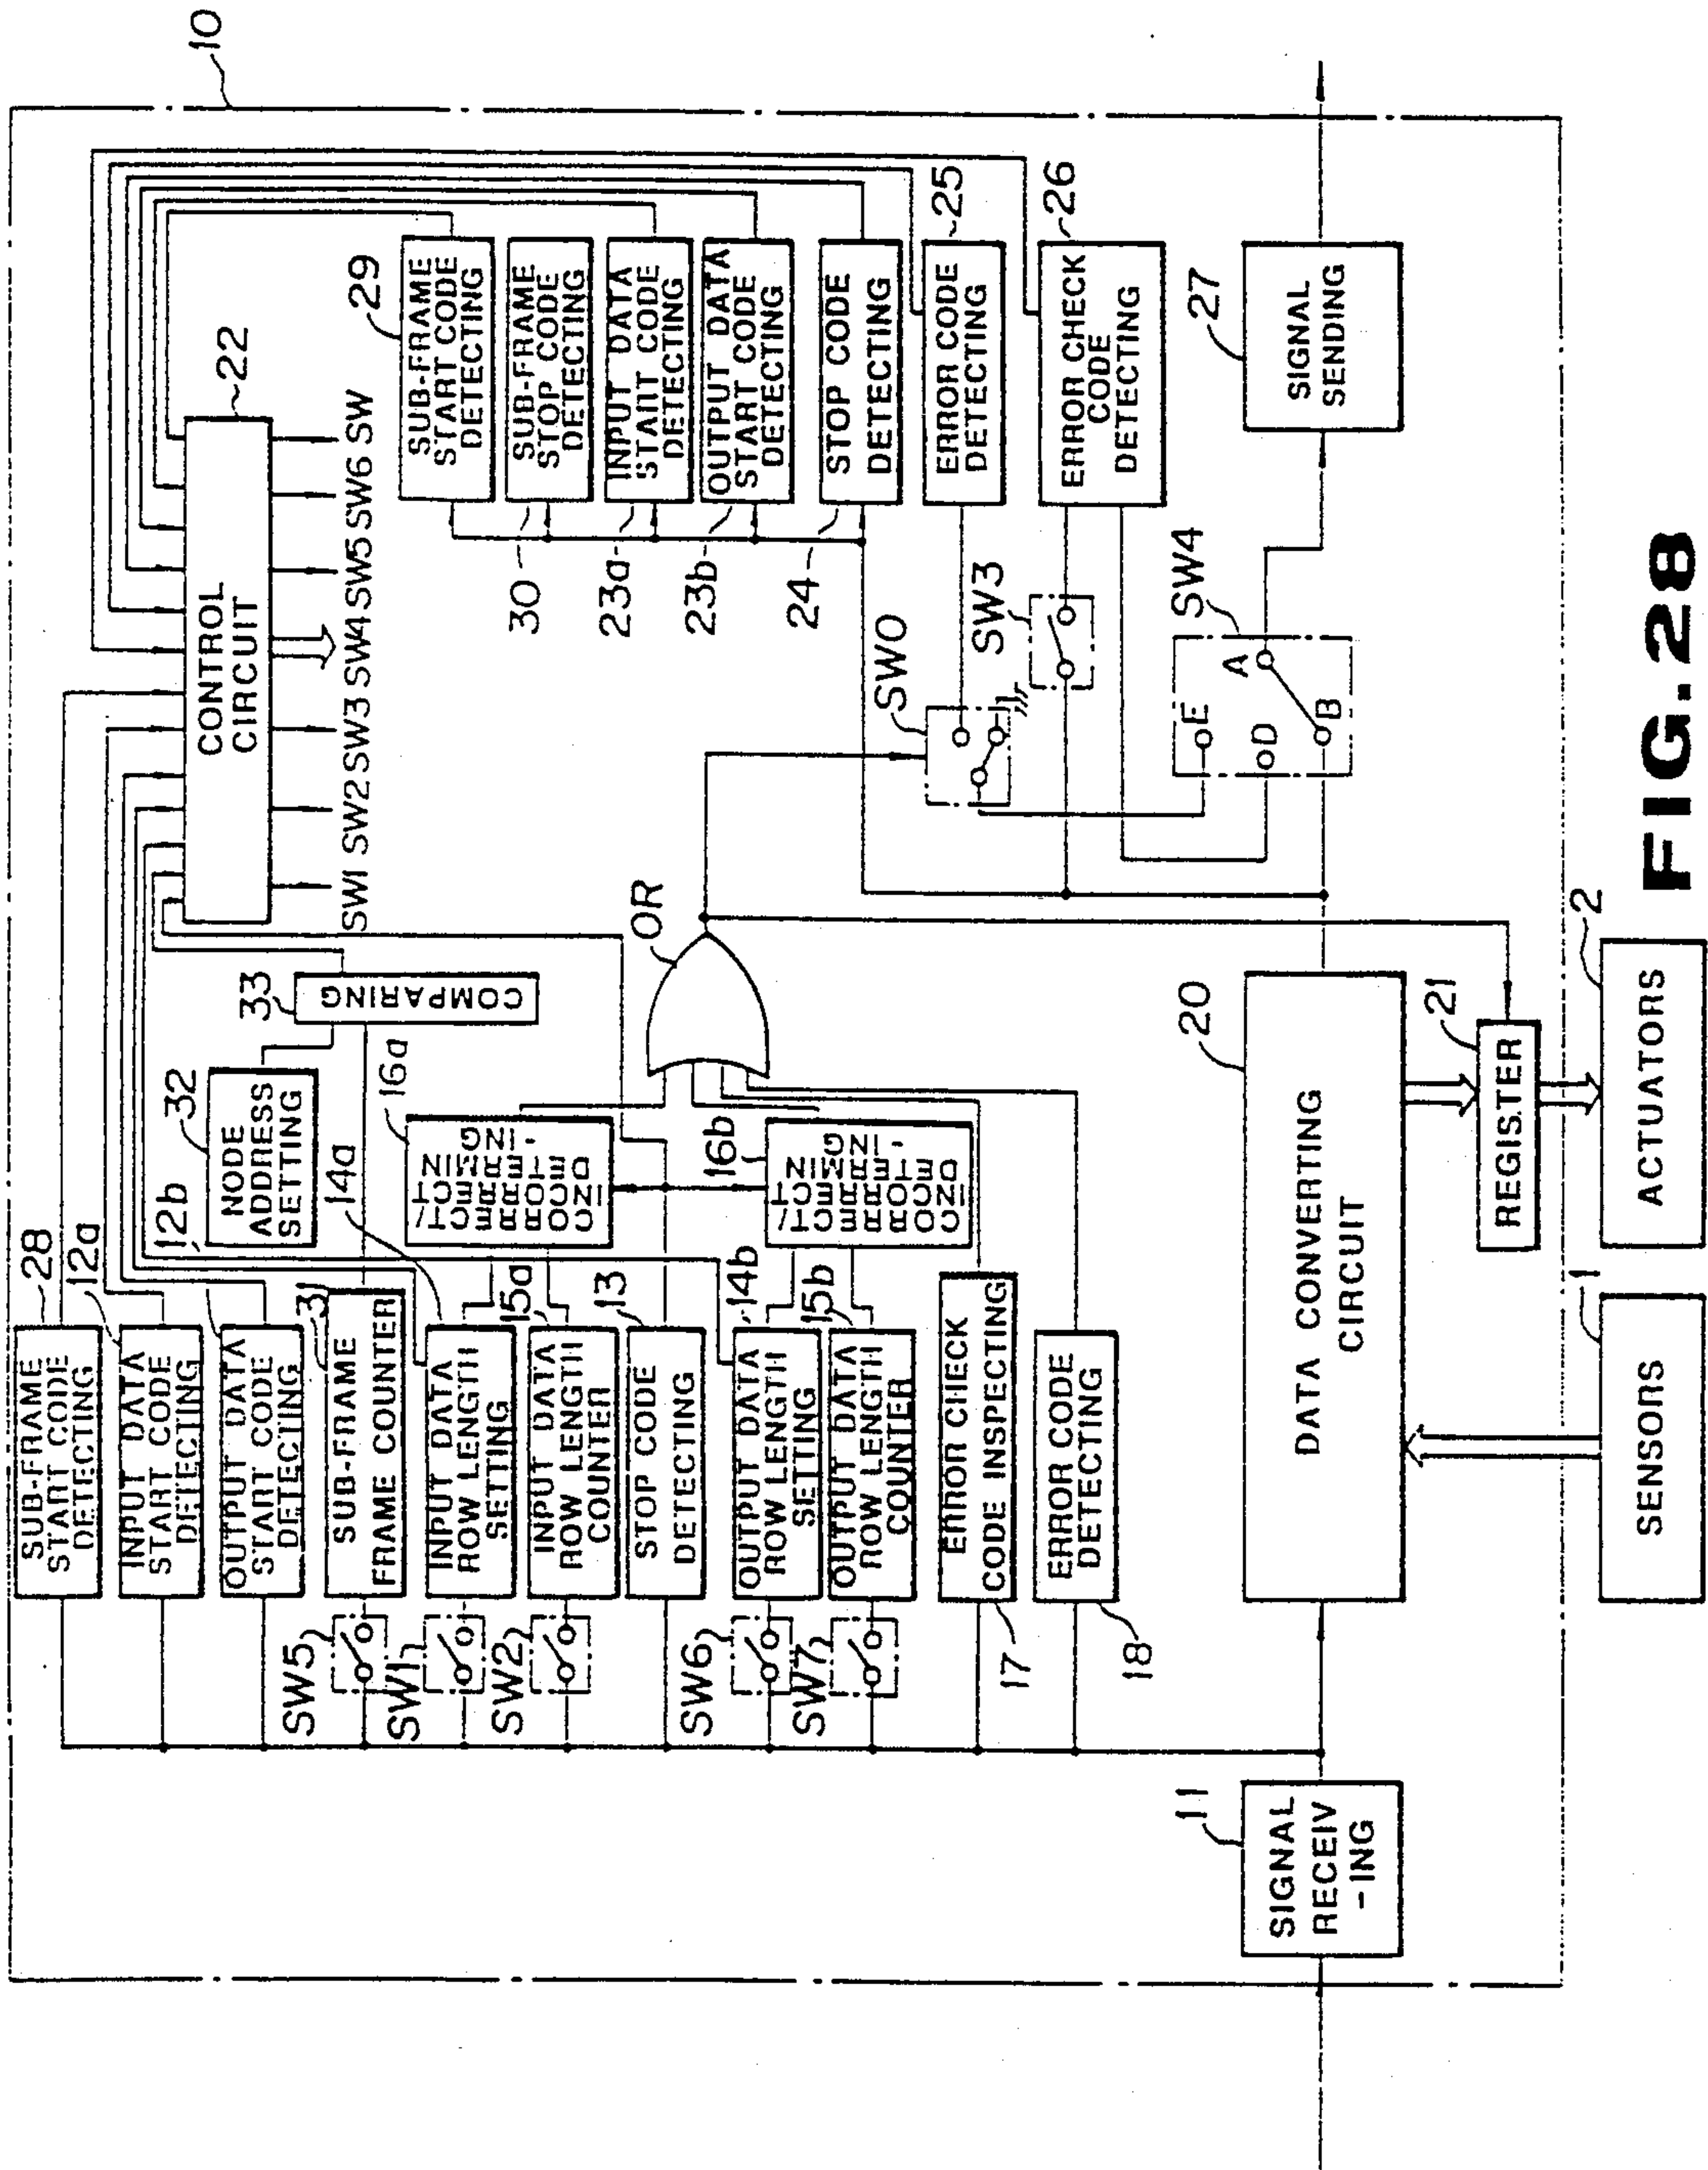 10
28
SUB-FRAME
START CODE
DETECTING
12a
INPUT DATA
START CODE
DETECTING
12b
OUTPUT DATA
START CODE
DETECTING
31
SUB-FRAME
FRAME COUNTER
SW5
14a
INPUT DATA
ROW LENGTH
SETTING
SW1
15a
INPUT DATA
ROW LENGTH
COUNTER
SW2
13
STOP CODE
DETECTING
14b
OUTPUT DATA
ROW LENGTH
SETTING
SW6
15b
OUTPUT DATA
ROW LENGTH
COUNTER
SW7
ERROR CHECK
CODE INSPECTING
17
ERROR CODE
DETECTING
18
32
NODE
ADDRESS
SETTING
33
COMPARING
16a
INCORRECT/
CORRECT
DETERMIN
-ING
16b
INCORRECT/
CORRECT
DETERMIN
-ING
OR
22
CONTROL
CIRCUIT
SW1 SW2 SW3 SW4 SW5 SW6 SW
29
SUB-FRAME
START CODE
DETECTING
30
SUB-FRAME
STOP CODE
DETECTING
23a
INPUT DATA
START CODE
DETECTING
23b
OUTPUT DATA
START CODE
DETECTING
24
STOP CODE
DETECTING
25
ERROR CODE
DETECTING
26
ERROR CHECK
CODE
DETECTING
SW0
SW3
SW4
E
D
A
B
11
SIGNAL
RECEIV
-ING
20
DATA CONVERTING
CIRCUIT
27
SIGNAL
SENDING
21
REGISTER
1
SENSORS
2
ACTUATORS
FIG.28